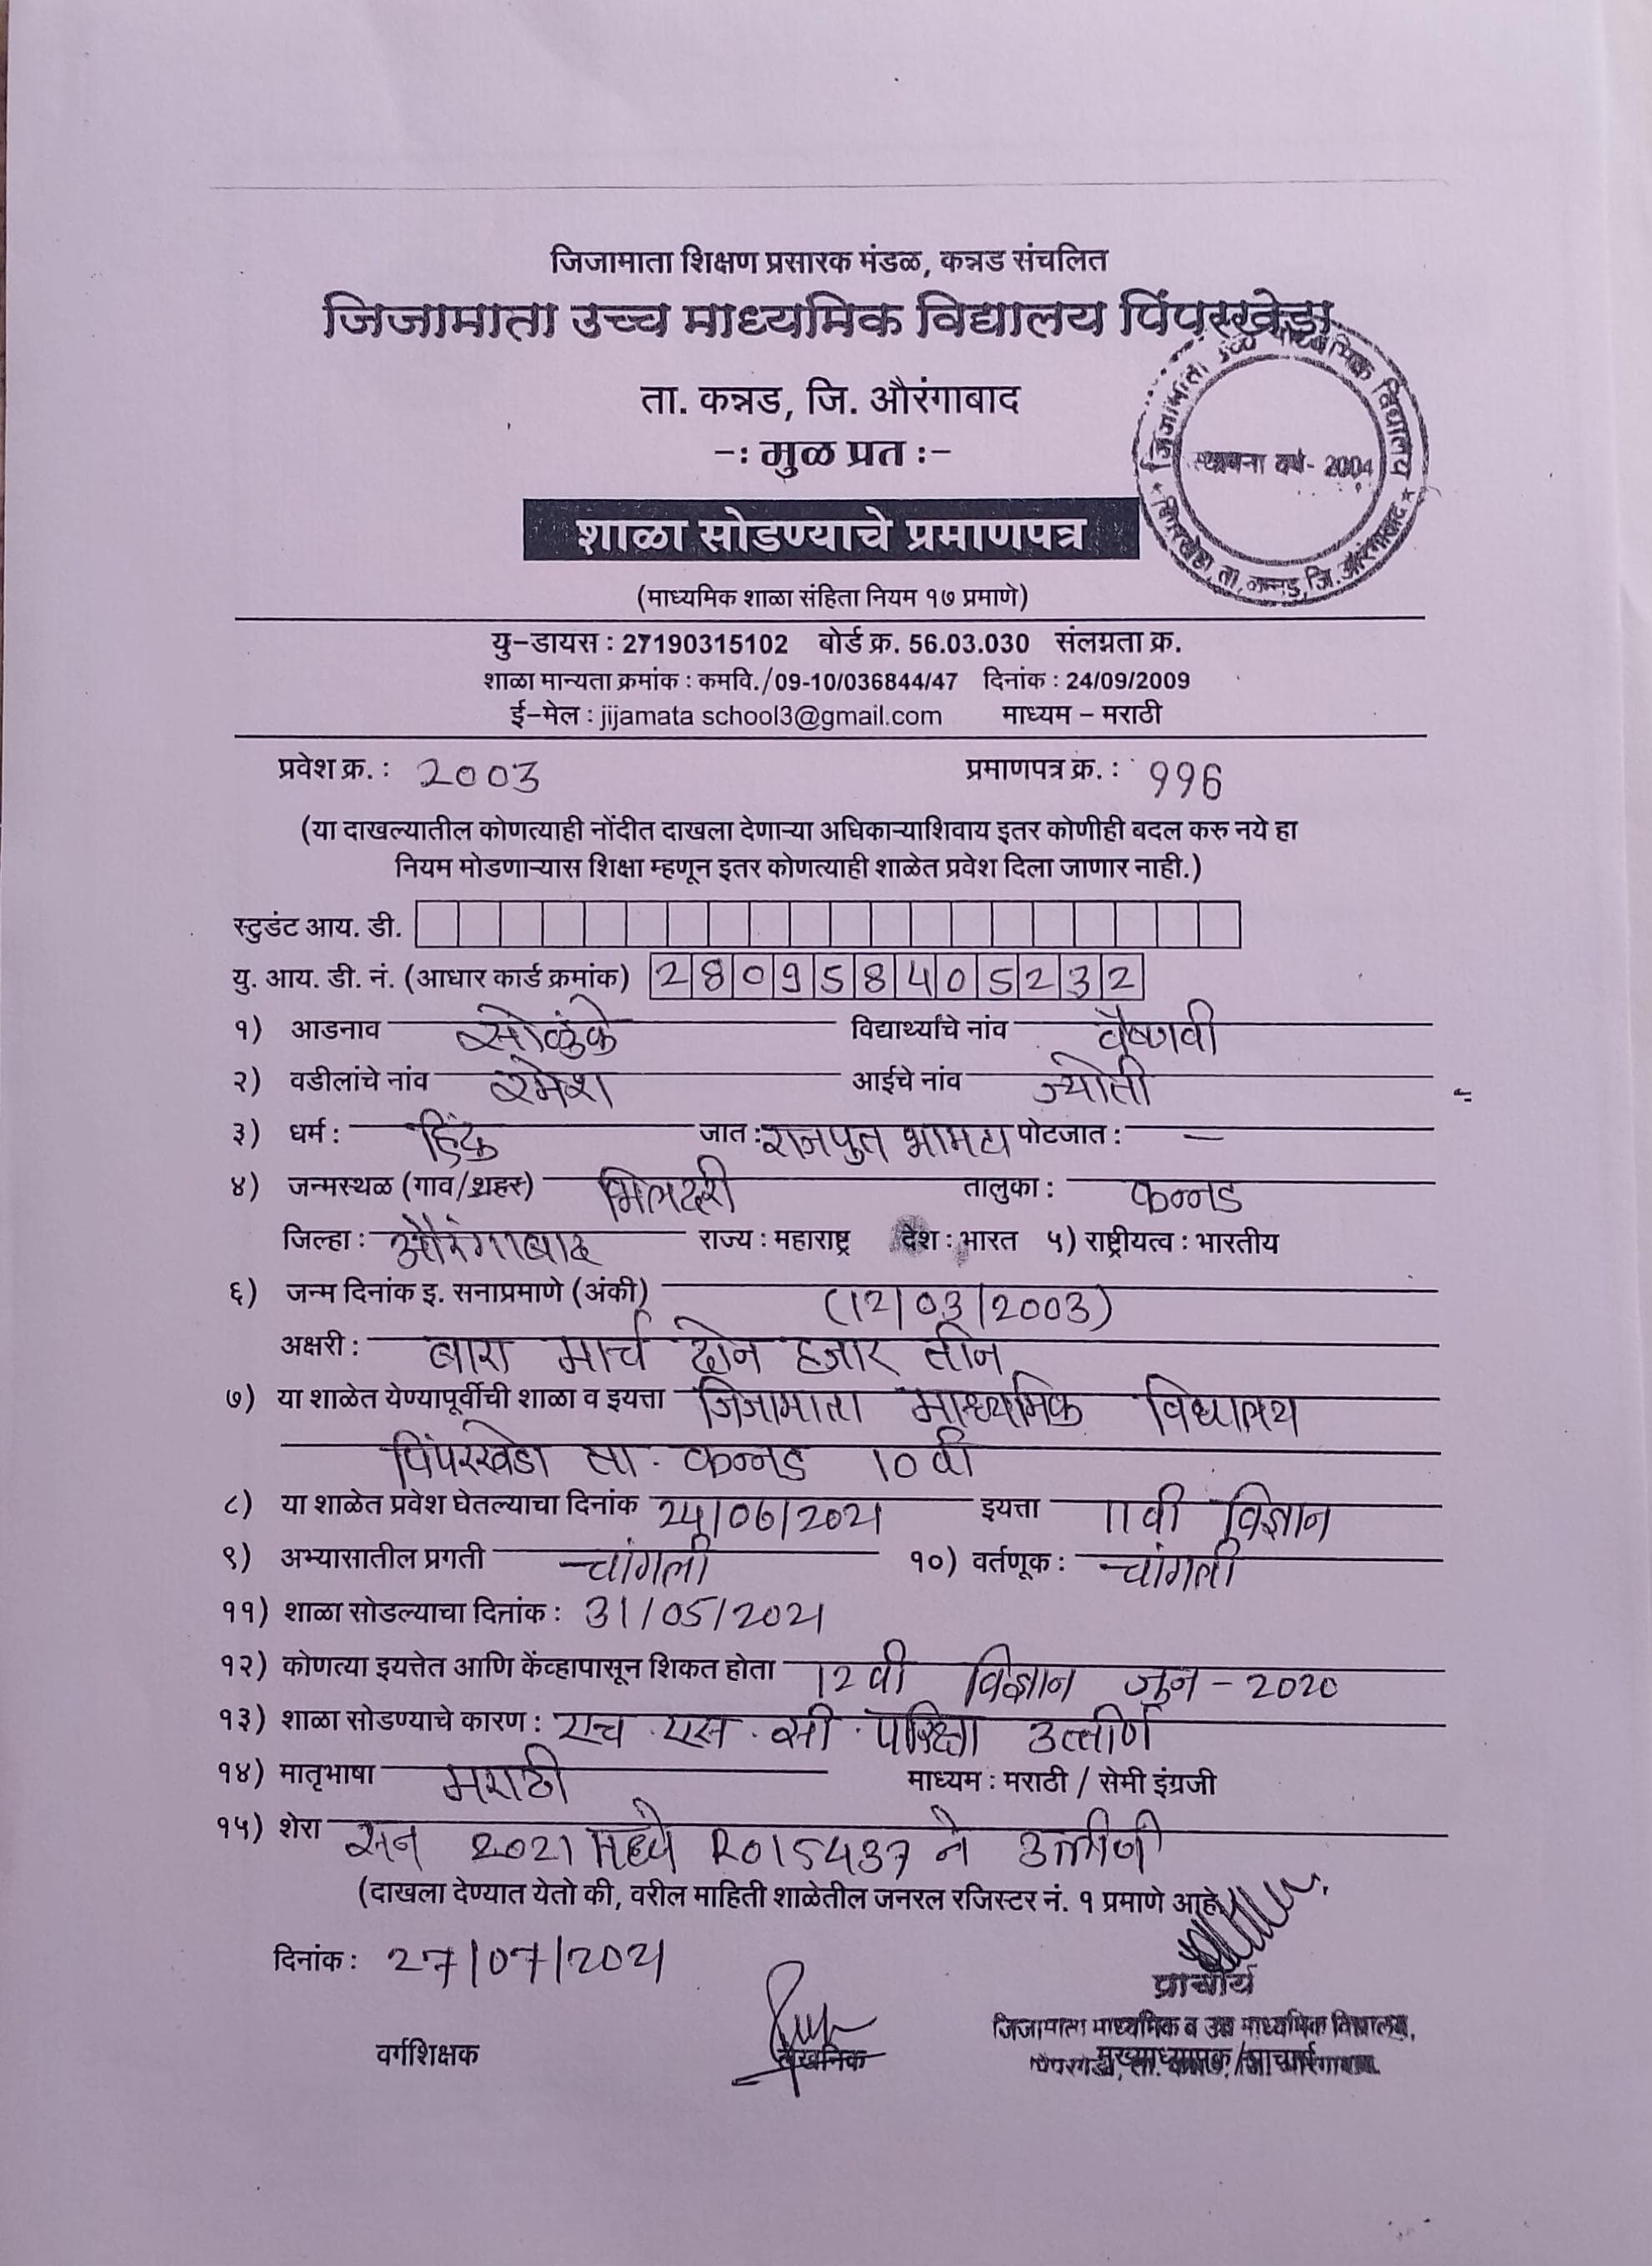 जिजामाता शिक्षण प्रसारक मंडळ, कन्नड संचलित
जिजामाता उच्च माध्यमिक विद्यालय पिंपरखेडा
ता. कन्नड, जि. औरंगाबाद
जिजामाता उच्च माध्यमिक विद्यालय
स्थापना वर्ष - 2004
पिंपरखेडा, ता. कन्नड, जि. औरंगाबाद
-: मुळ प्रत :-
शाळा सोडण्याचे प्रमाणपत्र
(माध्यमिक शाळा संहिता नियम १७ प्रमाणे)
यु-डायस : 27190315102 बोर्ड क्र. 56.03.030 संलग्नता क्र.
शाळा मान्यता क्रमांक : कमवि./09-10/036844/47 दिनांक : 24/09/2009
ई-मेल : jijamata school3@gmail.com माध्यम - मराठी
प्रवेश क्र. : 2003 प्रमाणपत्र क्र. : 996
(या दाखल्यातील कोणत्याही नोंदीत दाखला देणाऱ्या अधिकाऱ्याशिवाय इतर कोणीही बदल करु नये हा
नियम मोडणाऱ्यास शिक्षा म्हणून इतर कोणत्याही शाळेत प्रवेश दिला जाणार नाही.)
स्टुडंट आय. डी.
यु. आय. डी. नं. (आधार कार्ड क्रमांक) 280958405232
१) आडनाव सोळुंके विद्यार्थ्यांचे नांव वैष्णवी
२) वडीलांचे नांव रमेश आईचे नांव ज्योती
३) धर्म : हिंदु जात : राजपुत भामटा पोटजात : —
४) जन्मस्थळ (गाव/शहर) भिलदरी तालुका : कन्नड
जिल्हा : औरंगाबाद राज्य : महाराष्ट्र देश : भारत ५) राष्ट्रीयत्व : भारतीय
६) जन्म दिनांक इ. सनाप्रमाणे (अंकी) (12/03/2003)
अक्षरी : बारा मार्च दोन हजार तीन
७) या शाळेत येण्यापूर्वीची शाळा व इयत्ता जिजामाता माध्यमिक विद्यालय
पिंपरखेडा ता. कन्नड 10 वी
८) या शाळेत प्रवेश घेतल्याचा दिनांक 24/06/2021 इयत्ता 11वी विज्ञान
९) अभ्यासातील प्रगती चांगली १०) वर्तणूक : चांगली
११) शाळा सोडल्याचा दिनांक : 31/05/2021
१२) कोणत्या इयत्तेत आणि केंव्हापासून शिकत होता 12 वी विज्ञान जुन - 2020
१३) शाळा सोडण्याचे कारण : एच.एस.सी. परिक्षा उत्तीर्ण
१४) मातृभाषा मराठी माध्यम : मराठी / सेमी इंग्रजी
१५) शेरा सन 2021 मध्ये R015437 ने उत्तीर्ण
(दाखला देण्यात येतो की, वरील माहिती शाळेतील जनरल रजिस्टर नं. १ प्रमाणे आहे)
दिनांक : 27/07/2021
प्राचार्य
जिजामाता माध्यमिक व उच्च माध्यमिक विद्यालय,
वर्गशिक्षक लेखनिक मुख्याध्यापक/प्राचार्य